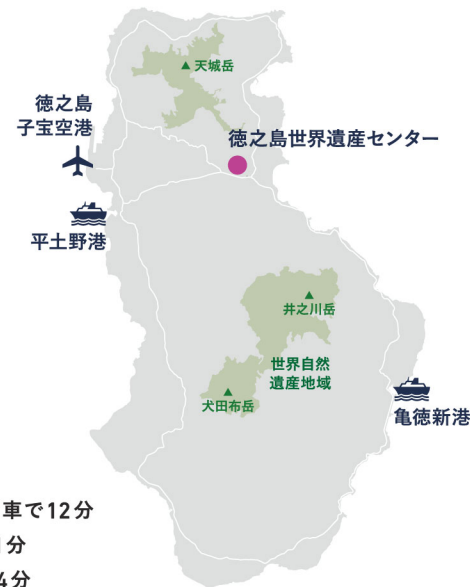 天城岳
徳之島
子宝空港
徳之島世界遺産センター
平土野港
井之川岳
世界自然
遺産地域
犬田布岳
亀徳新港
車で12分
分
4分